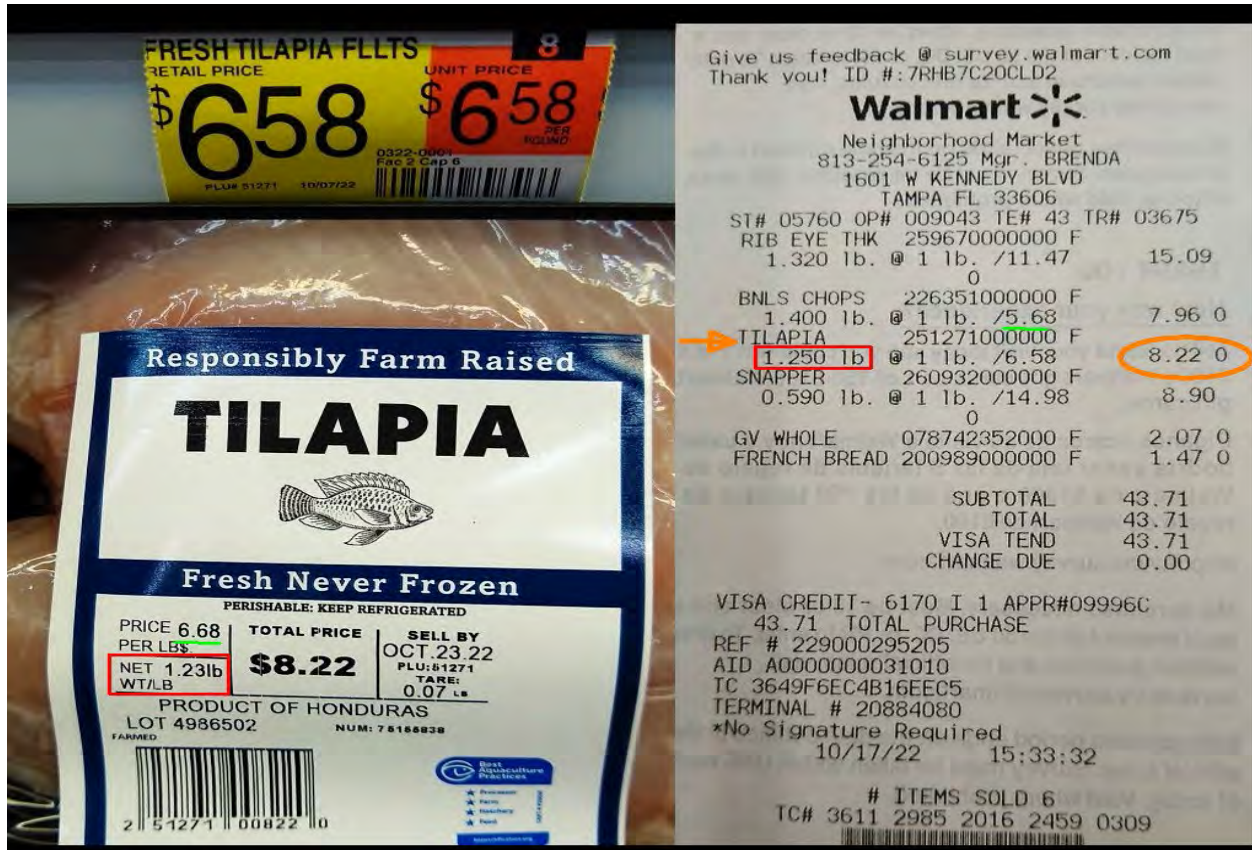 FRESH TILAPIA FLLTS
8
RETAIL PRICE
UNIT PRICE
$658
$658
PER
POUND
0322-0001
Fac 2 Cap 6
PLU# 51271 10/07/22
Responsibly Farm Raised
TILAPIA
Fresh Never Frozen
PERISHABLE: KEEP REFRIGERATED
PRICE 6.68
PER LB$
NET 1.23lb
WT/LB
TOTAL PRICE
$8.22
SELL BY
OCT.23.22
PLU:51271
TARE:
0.07 LB
PRODUCT OF HONDURAS
LOT 4986502
NUM: 75155838
FARMED
2 51271 00822 0
Best
Aquaculture
Practices
Processor
Farm
Hatchery
Feed
Give us feedback @ survey.walmart.com
Thank you! ID #:7RHB7C20CLD2
Walmart
Neighborhood Market
813-254-6125 Mgr. BRENDA
1601 W KENNEDY BLVD
TAMPA FL 33606
ST# 05760 OP# 009043 TE# 43 TR# 03675
RIB EYE THK 259670000000 F
1.320 lb. @ 1 lb. /11.47 15.09
0
BNLS CHOPS 226351000000 F
1.400 lb. @ 1 lb. /5.68 7.96 0
TILAPIA 251271000000 F
1.250 lb @ 1 lb. /6.58 8.22 0
SNAPPER 260932000000 F
0.590 lb. @ 1 lb. /14.98 8.90
0
GV WHOLE 078742352000 F 2.07 0
FRENCH BREAD 200989000000 F 1.47 0
SUBTOTAL 43.71
TOTAL 43.71
VISA TEND 43.71
CHANGE DUE 0.00
VISA CREDIT- 6170 I 1 APPR#09996C
43.71 TOTAL PURCHASE
REF # 229000295205
AID A0000000031010
TC 3649F6EC4B16EEC5
TERMINAL # 20884080
*No Signature Required
10/17/22 15:33:32
# ITEMS SOLD 6
TC# 3611 2985 2016 2459 0309